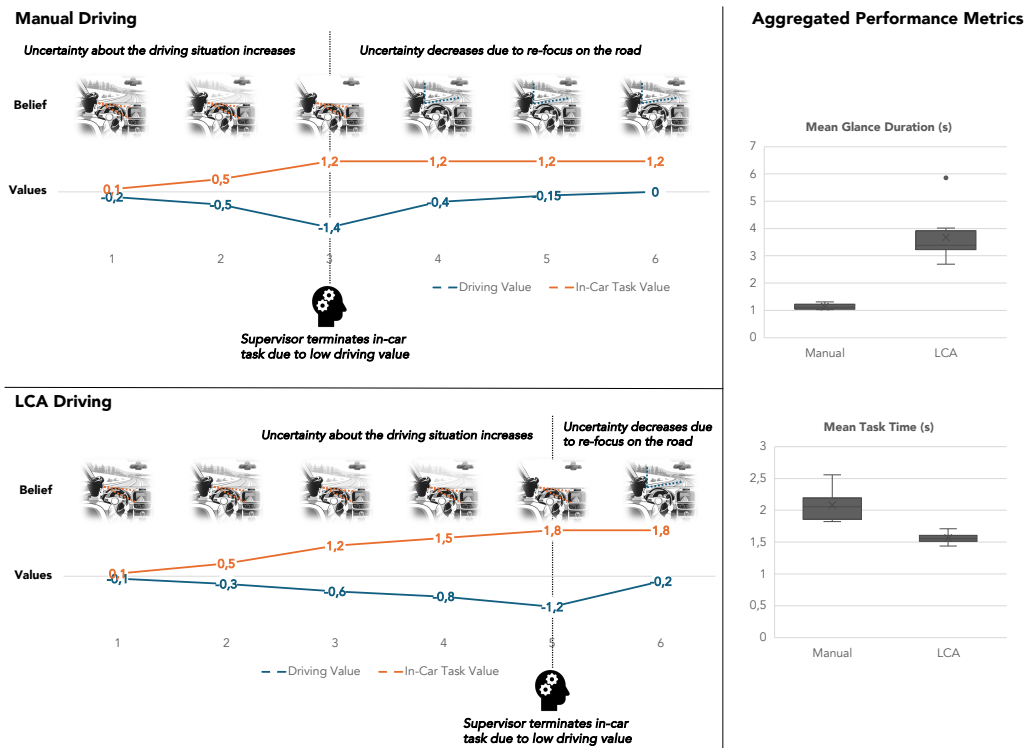 Manual Driving
Uncertainty about the driving situation increases
Uncertainty decreases due to re-focus on the road
Belief
Values
0,1
0,5
1,2
1,2
1,2
1,2
-0,2
-0,5
-1,4
-0,4
-0,15
0
1
2
3
4
5
6
Driving Value
In-Car Task Value
Supervisor terminates in-car
task due to low driving value
LCA Driving
Uncertainty about the driving situation increases
Uncertainty decreases due
to re-focus on the road
Belief
Values
0,1
0,5
1,2
1,5
1,8
1,8
-0,1
-0,3
-0,6
-0,8
-1,2
-0,2
1
2
3
4
5
6
Driving Value
In-Car Task Value
Supervisor terminates in-car
task due to low driving value
Aggregated Performance Metrics
Mean Glance Duration (s)
7
6
5
4
3
2
1
0
Manual
LCA
Mean Task Time (s)
3
2,5
2
1,5
1
0,5
0
Manual
LCA